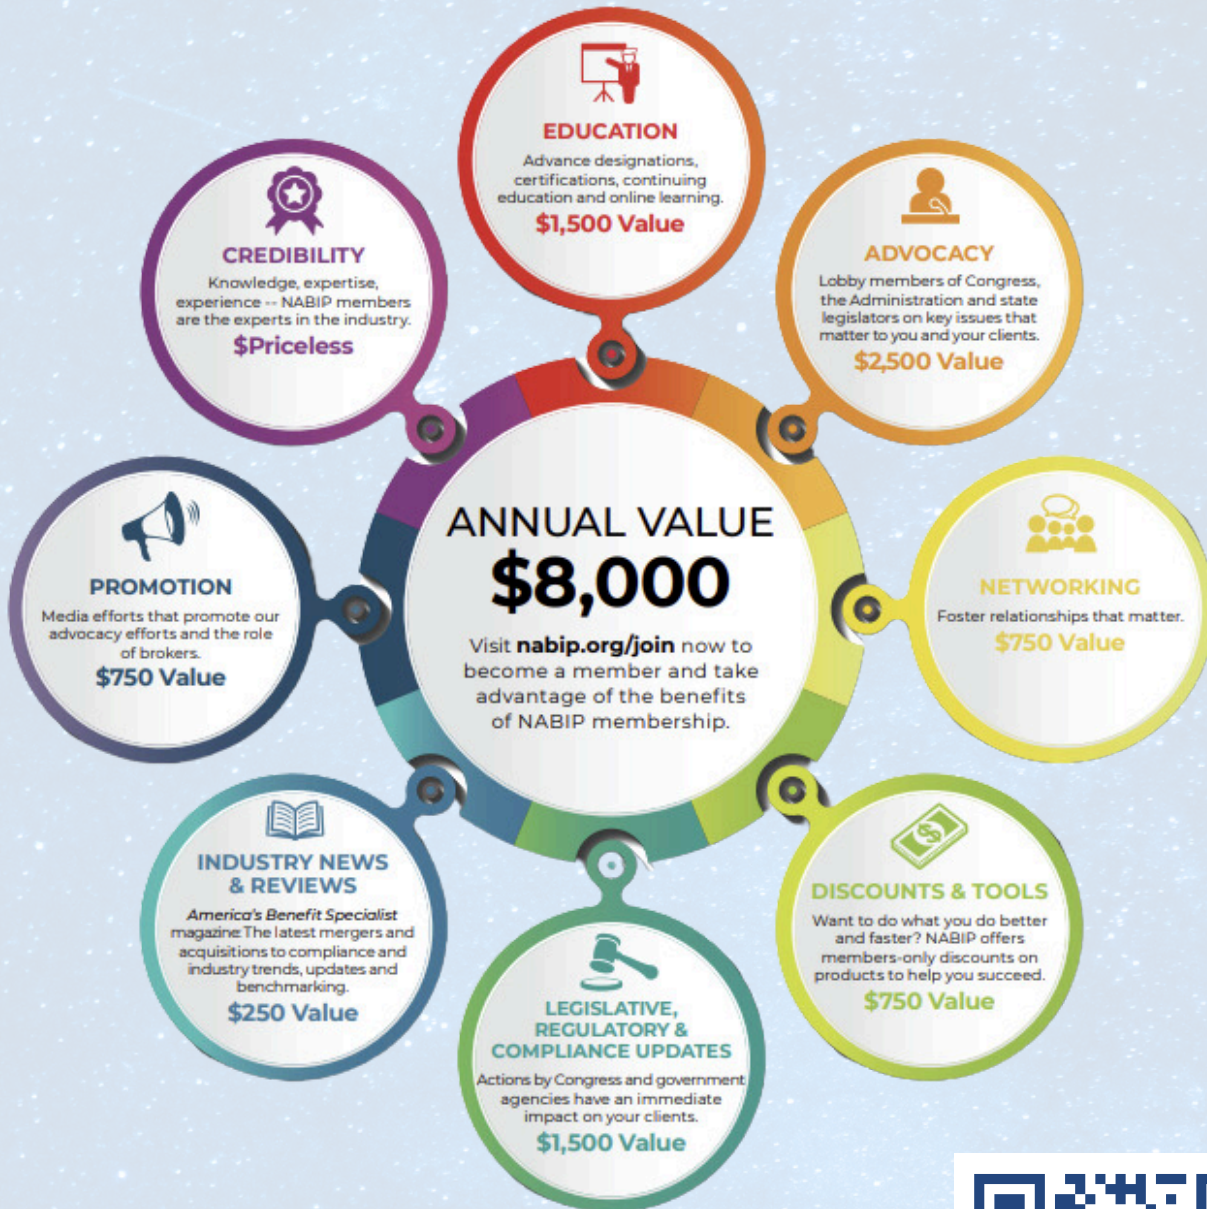 EDUCATION
Advance designations,
certifications, continuing
education and online learning.
$1,500 Value
ADVOCACY
Lobby members of Congress,
the Administration and state
legislators on key issues that
matter to you and your clients.
$2,500 Value
NETWORKING
Foster relationships that matter.
$750 Value
DISCOUNTS & TOOLS
Want to do what you do better
and faster? NABIP offers
members-only discounts on
products to help you succeed.
$750 Value
LEGISLATIVE,
REGULATORY &
COMPLIANCE UPDATES
Actions by Congress and government
agencies have an immediate
impact on your clients.
$1,500 Value
INDUSTRY NEWS
& REVIEWS
America's Benefit Specialist
magazine: The latest mergers and
acquisitions to compliance and
industry trends, updates and
benchmarking.
$250 Value
PROMOTION
Media efforts that promote our
advocacy efforts and the role
of brokers.
$750 Value
CREDIBILITY
Knowledge, expertise,
experience -- NABIP members
are the experts in the industry.
$Priceless
ANNUAL VALUE
$8,000
Visit nabip.org/join now to
become a member and take
advantage of the benefits
of NABIP membership.